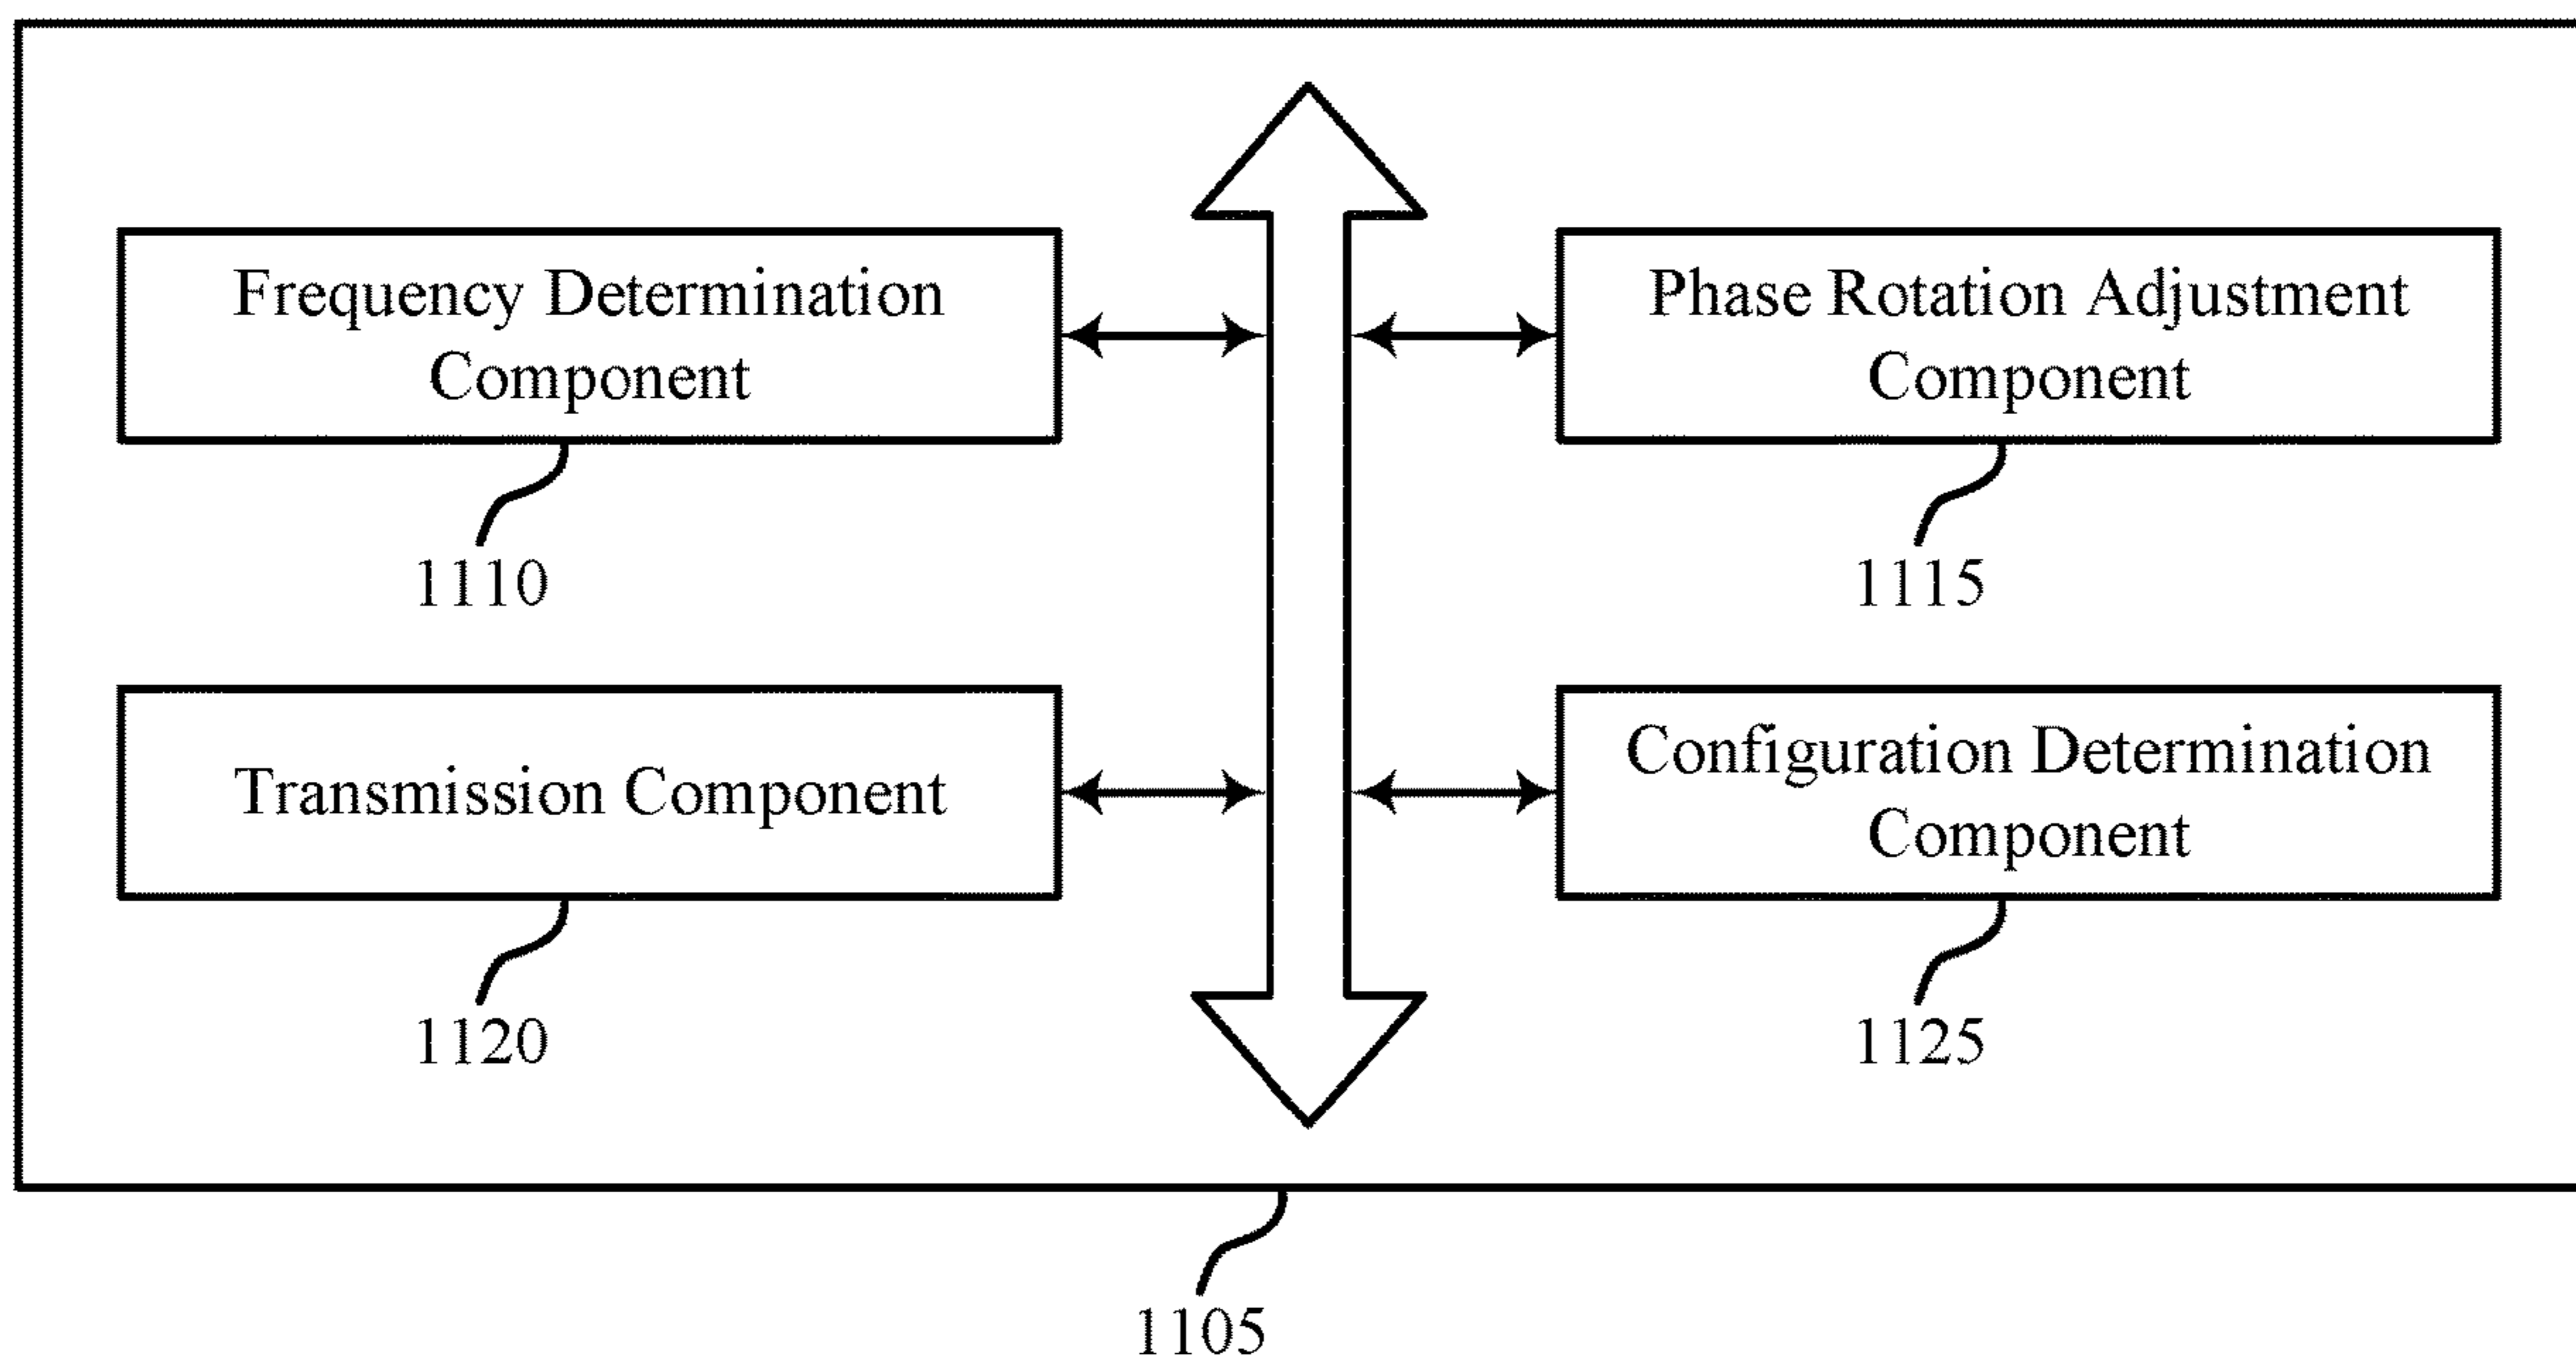 Frequency Determination
Component
1110
Phase Rotation Adjustment
Component
1115
Transmission Component
1120
Configuration Determination
Component
1125
1105